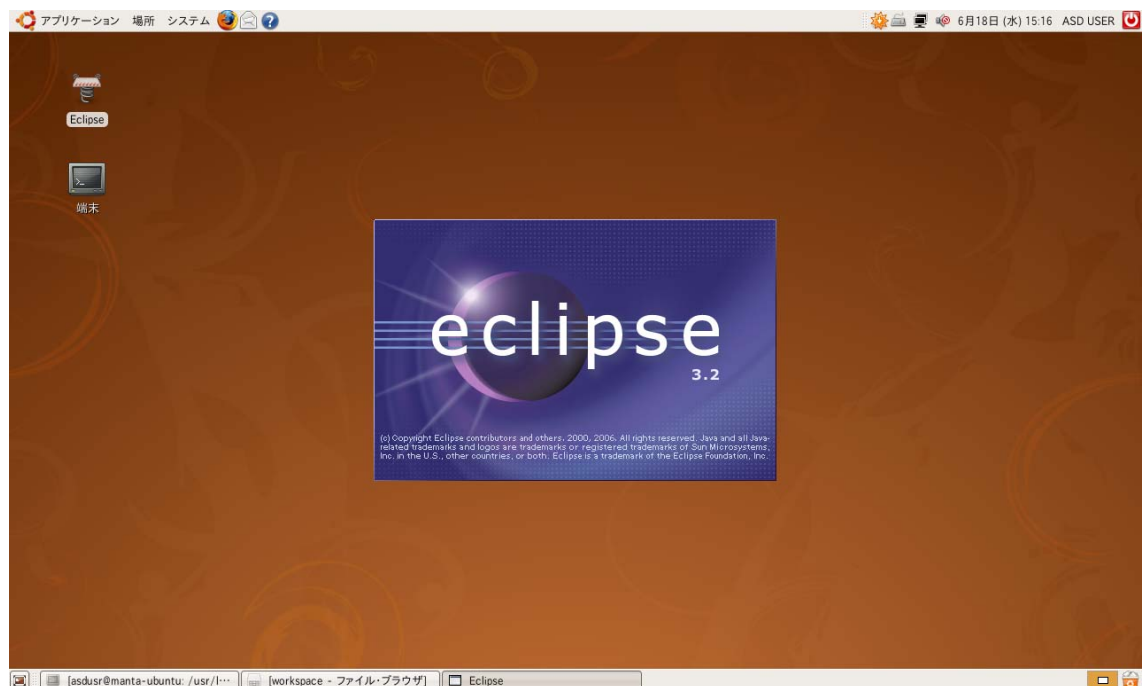 アプリケーション 場所 システム
6月18日 (水) 15:16 ASD USER
Eclipse
端末
eclipse
3.2
(c) Copyright Eclipse contributors and others. 2000, 2006. All rights reserved. Java and all Java-
related trademarks and logos are trademarks or registered trademarks of Sun Microsystems,
Inc. in the U.S., other countries, or both. Eclipse is a trademark of the Eclipse Foundation, Inc.
[asdusr@manta-ubuntu: /usr/l… [workspace - ファイル・ブラウザ] Eclipse